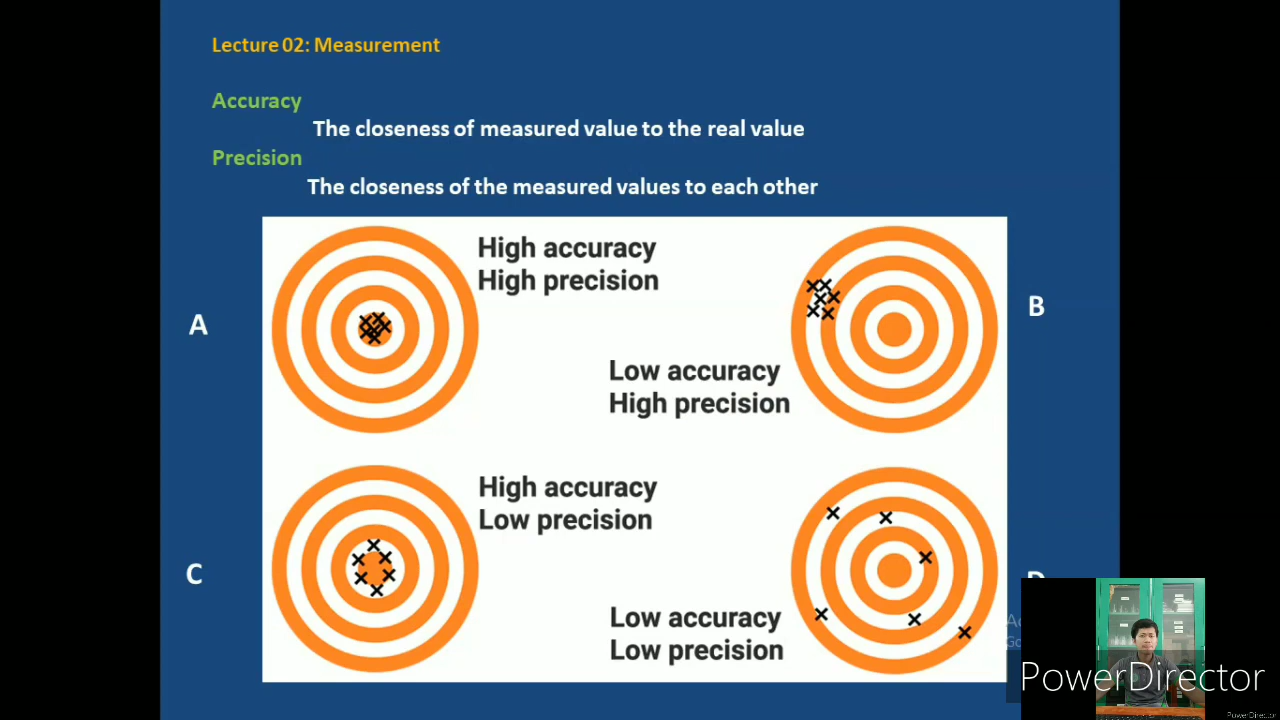 Lecture 02: Measurement
Accuracy
The closeness of measured value to the real value
Precision
The closeness of the measured values to each other
High accuracy
High precision
A
B
Low accuracy
High precision
High accuracy
Low precision
C
Low accuracy
Low precision
PowerDirector
PowerDirector